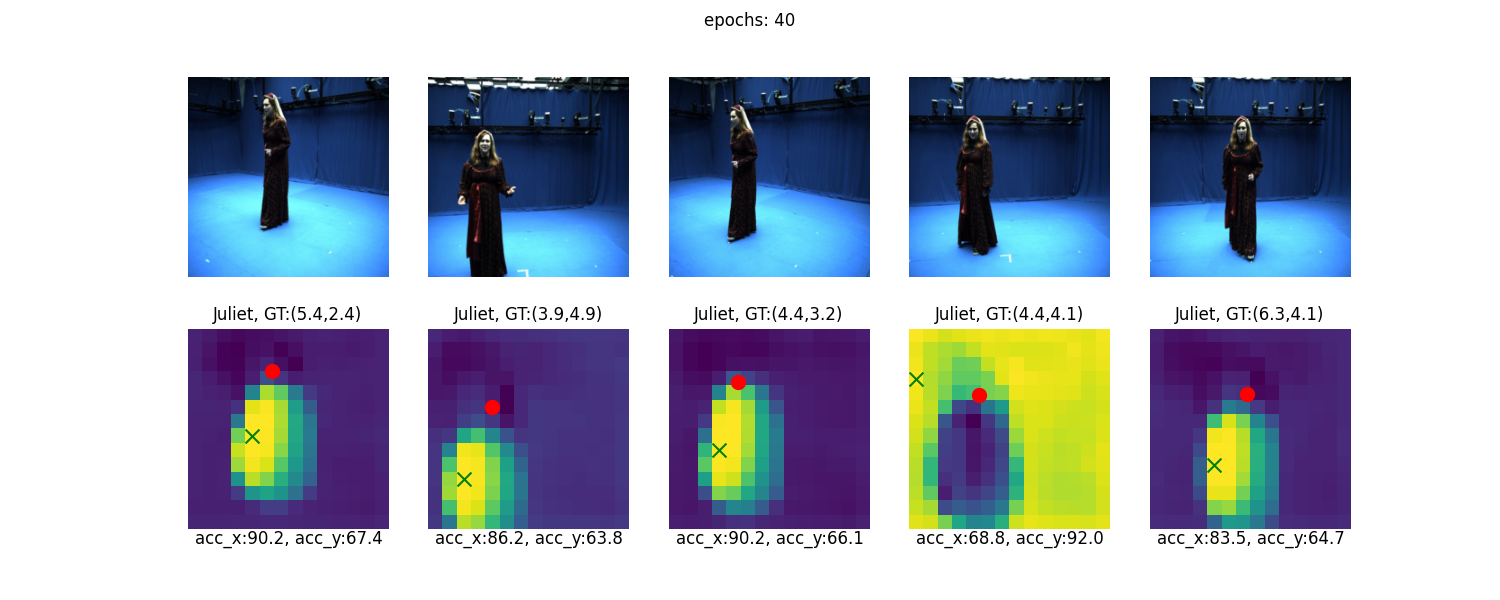 epochs: 40
Juliet, GT:(5.4,2.4)
Juliet, GT:(3.9,4.9)
Juliet, GT:(4.4,3.2)
Juliet, GT:(4.4,4.1)
Juliet, GT:(6.3,4.1)
acc_x:90.2, acc_y:67.4
acc_x:86.2, acc_y:63.8
acc_x:90.2, acc_y:66.1
acc_x:68.8, acc_y:92.0
acc_x:83.5, acc_y:64.7